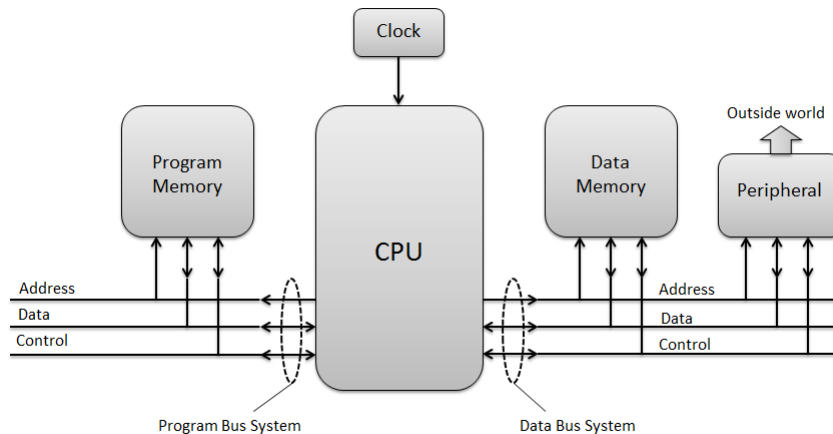 Clock
Outside world
Program
Memory
CPU
Data
Memory
Peripheral
Address
Data
Control
Address
Data
Control
Program Bus System
Data Bus System